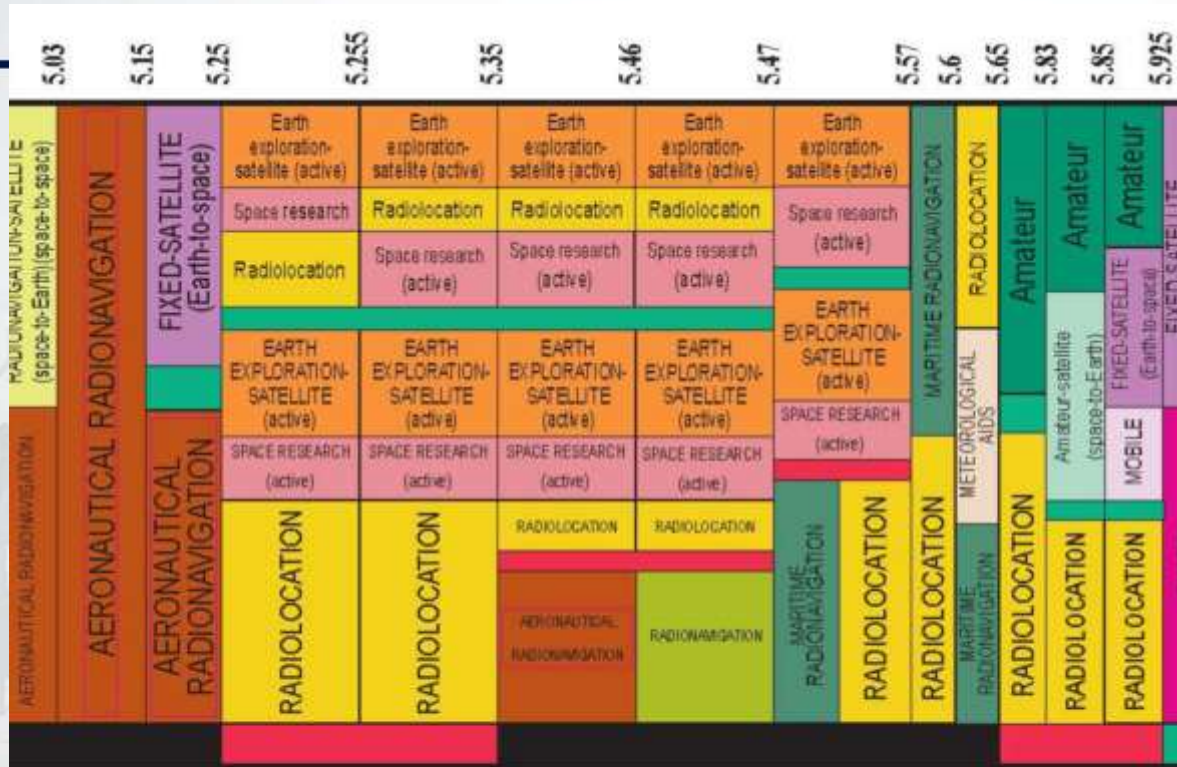 5.03
5.15
5.25
5.255
5.35
5.46
5.47
5.57
5.6
5.65
5.83
5.85
5.925
RADIONAVIGATION-SATELLITE
(space-to-Earth)(space-to-space)
AERONAUTICAL RADIONAVIGATION
AERONAUTICAL RADIONAVIGATION
FIXED-SATELLITE
(Earth-to-space)
AERONAUTICAL
RADIONAVIGATION
Earth
exploration-
satellite (active)
Space research
Radiolocation
EARTH
EXPLORATION-
SATELLITE
(active)
SPACE RESEARCH
(active)
RADIOLOCATION
Earth
exploration-
satellite (active)
Radiolocation
Space research
(active)
EARTH
EXPLORATION-
SATELLITE
(active)
SPACE RESEARCH
(active)
RADIOLOCATION
Earth
exploration-
satellite (active)
Radiolocation
Space research
(active)
EARTH
EXPLORATION-
SATELLITE
(active)
SPACE RESEARCH
(active)
RADIOLOCATION
AERONAUTICAL
RADIONAVIGATION
Earth
exploration-
satellite (active)
Radiolocation
Space research
(active)
EARTH
EXPLORATION-
SATELLITE
(active)
SPACE RESEARCH
(active)
RADIOLOCATION
RADIONAVIGATION
Earth
exploration-
satellite (active)
Space research
(active)
EARTH
EXPLORATION-
SATELLITE
(active)
SPACE RESEARCH
(active)
MARITIME
RADIONAVIGATION
RADIOLOCATION
MARITIME RADIONAVIGATION
RADIOLOCATION
RADIOLOCATION
METEOROLOGICAL
AIDS
MARITIME
RADIONAVIGATION
Amateur
RADIOLOCATION
Amateur
Amateur-satellite
(space-to-Earth)
RADIOLOCATION
Amateur
FIXED-SATELLITE
(Earth-to-space)
MOBLE
RADIOLOCATION
FIXED SATELLITE